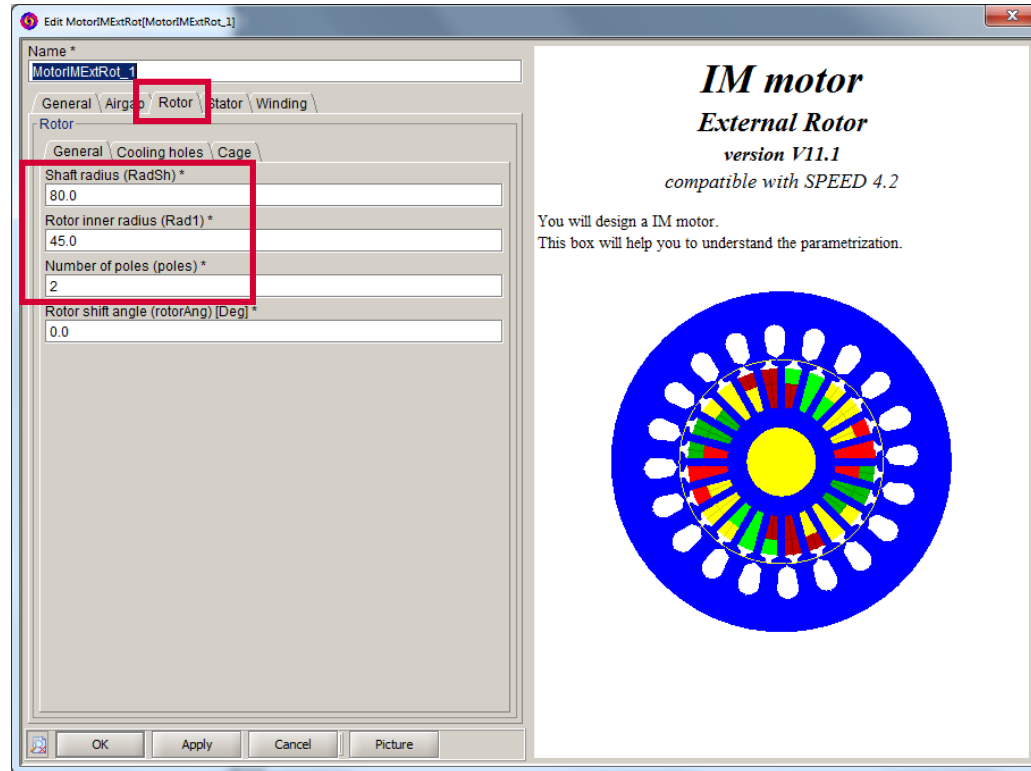 Edit MotorIMExtRot[MotorIMExtRot_1]
Name *
MotorIMExtRot_1
General Airgap Rotor Stator Winding
Rotor
General Cooling holes Cage
Shaft radius (RadSh) *
80.0
Rotor inner radius (Rad1) *
45.0
Number of poles (poles) *
2
Rotor shift angle (rotorAng) [Deg] *
0.0
OK Apply Cancel Picture
IM motor
External Rotor
version V11.1
compatible with SPEED 4.2
You will design a IM motor.
This box will help you to understand the parametrization.